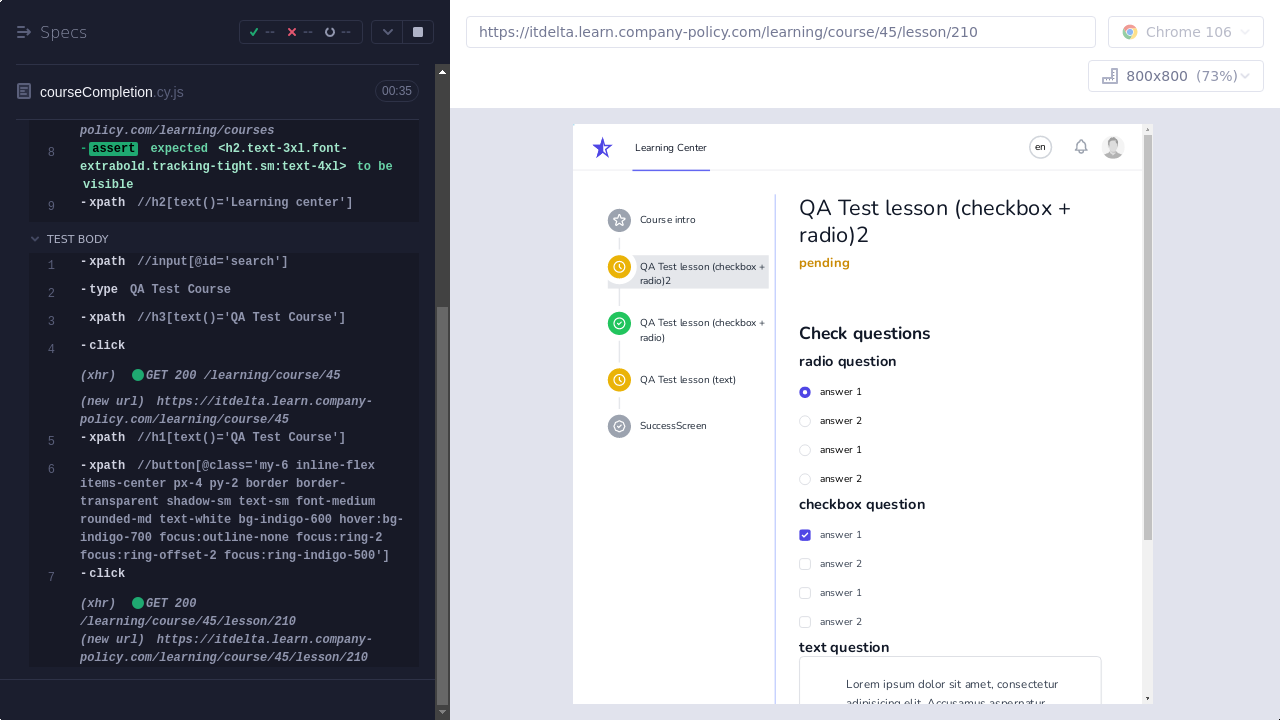 Specs
--
--
--
courseCompletion.cy.js
00:35
policy.com/learning/courses
8
-assert expected <h2.text-3xl.font-
extrabold.tracking-tight.sm:text-4xl> to be
visible
9
-xpath //h2[text()='Learning center']
TEST BODY
1
-xpath //input[@id='search']
2
-type QA Test Course
3
-xpath //h3[text()='QA Test Course']
4
-click
(xhr) GET 200 /learning/course/45
(new url) https://itdelta.learn.company-
policy.com/learning/course/45
5
-xpath //h1[text()='QA Test Course']
6
-xpath //button[@class='my-6 inline-flex
items-center px-4 py-2 border border-
transparent shadow-sm text-sm font-medium
rounded-md text-white bg-indigo-600 hover:bg-
indigo-700 focus:outline-none focus:ring-2
focus:ring-offset-2 focus:ring-indigo-500']
7
-click
(xhr) GET 200
/learning/course/45/lesson/210
(new url) https://itdelta.learn.company-
policy.com/learning/course/45/lesson/210
https://itdelta.learn.company-policy.com/learning/course/45/lesson/210
Chrome 106
800x800 (73%)
Learning Center
en
Course intro
QA Test lesson (checkbox +
radio)2
QA Test lesson (checkbox +
radio)
QA Test lesson (text)
SuccessScreen
QA Test lesson (checkbox +
radio)2
pending
Check questions
radio question
answer 1
answer 2
answer 1
answer 2
checkbox question
answer 1
answer 2
answer 1
answer 2
text question
Lorem ipsum dolor sit amet, consectetur
adipisicing elit. Accusamus aspernatur